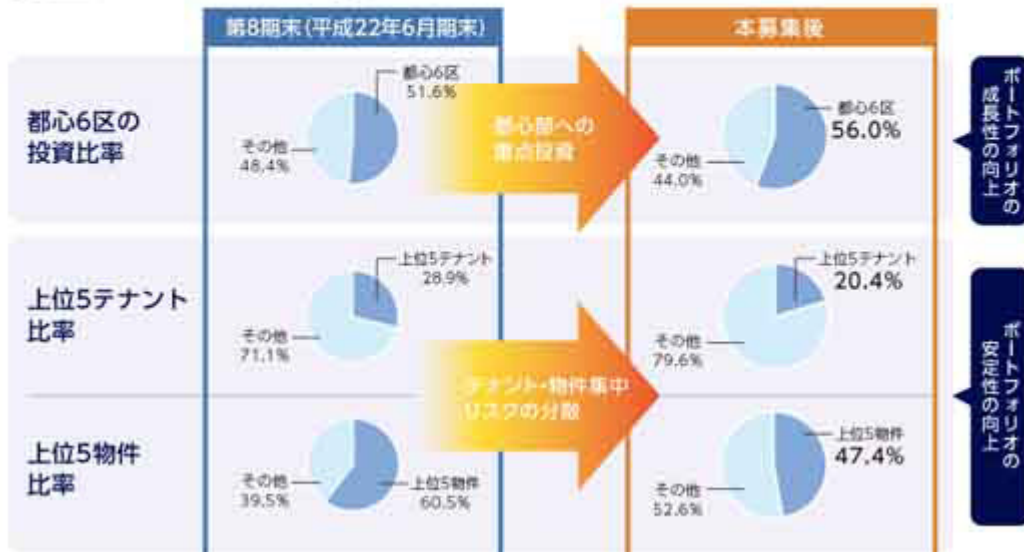 第8期末(平成22年6月期末)
本募集後
都心6区の
投資比率
都心6区
51.6%
その他
48.4%
都心部への
重点投資
都心6区
56.0%
その他
44.0%
ポートフォリオの
成長性の向上
上位5テナント
比率
上位5テナント
28.9%
その他
71.1%
上位5テナント
20.4%
その他
79.6%
テナント・物件集中
リスクの分散
上位5物件
比率
その他
39.5%
上位5物件
60.5%
上位5物件
47.4%
その他
52.6%
ポートフォリオの
安定性の向上